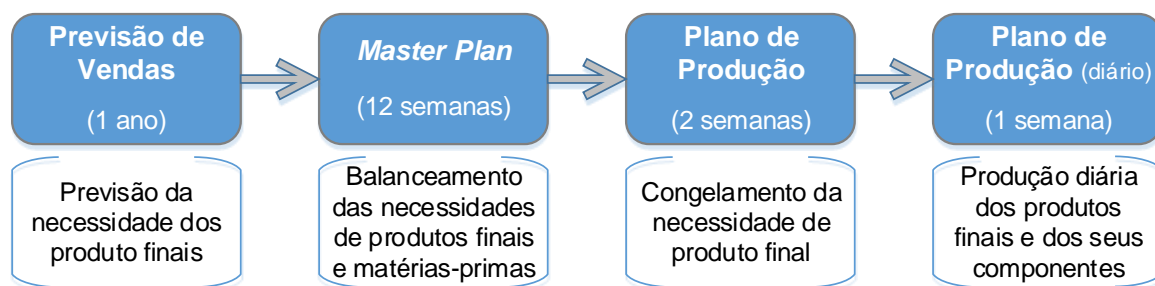 Previsão de
Vendas
(1 ano)
Master Plan
(12 semanas)
Plano de
Produção
(2 semanas)
Plano de
Produção (diário)
(1 semana)
Previsão da
necessidade dos
produto finais
Balanceamento
das necessidades
de produtos finais
e matérias-primas
Congelamento da
necessidade de
produto final
Produção diária
dos produtos
finais e dos seus
componentes